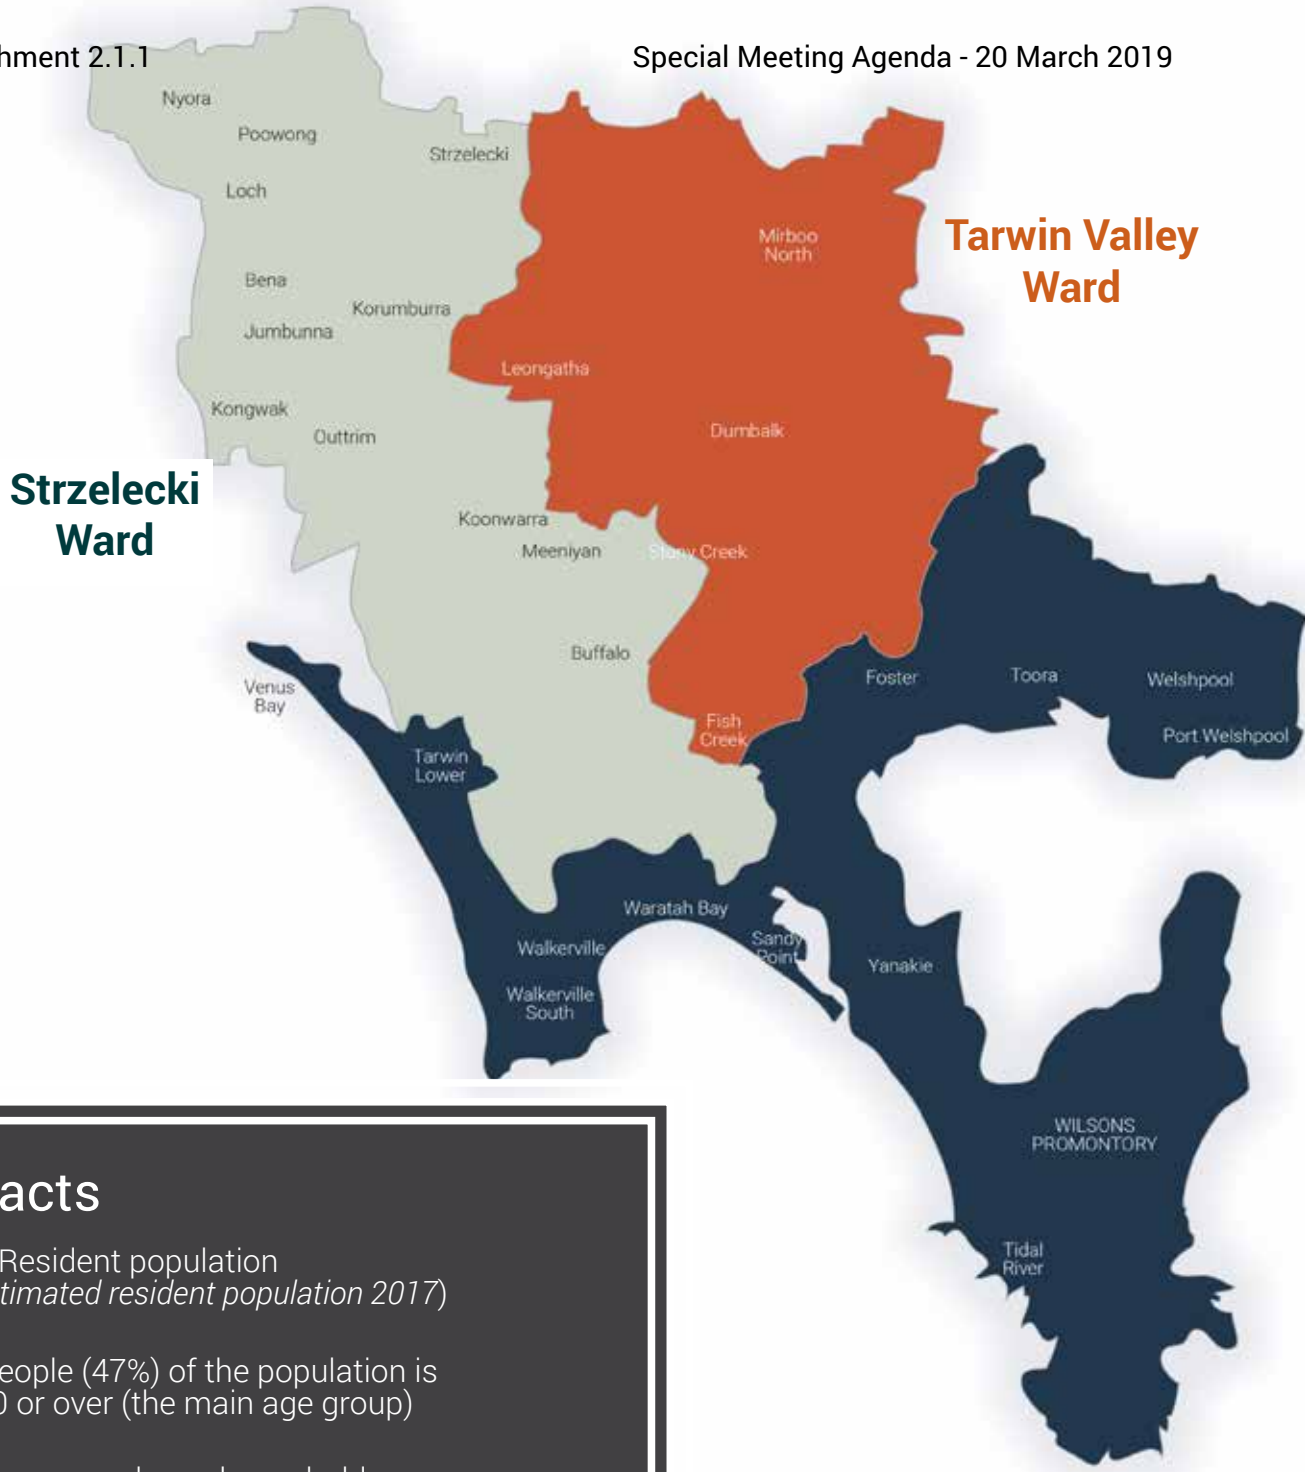 hment 2.1.1
Special Meeting Agenda - 20 March 2019
Nyora
Poowong
Strzelecki
Loch
Mirboo
North
Tarwin Valley
Ward
Bena
Korumburra
Jumbunna
Leongatha
Kongwak
Outtrim
Dumbalk
Strzelecki
Ward
Koonwarra
Meeniyan
Stony Creek
Buffalo
Venus
Bay
Foster
Toora
Welshpool
Fish
Creek
Port Welshpool
Tarwin
Lower
Waratah Bay
Walkerville
Sandy
Point
Yanakie
Walkerville
South
WILSONS
PROMONTORY
Tidal
River
acts
Resident population
timated resident population 2017)
eople (47%) of the population is
0 or over (the main age group)